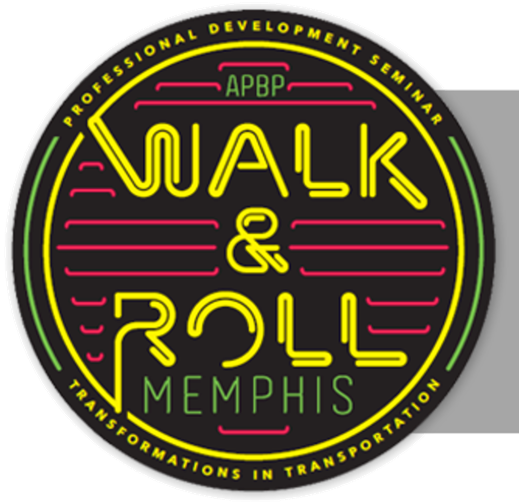 PROFESSIONAL DEVELOPMENT SEMINAR
APBP
WALK
&
ROLL
MEMPHIS
TRANSFORMATIONS IN TRANSPORTATION